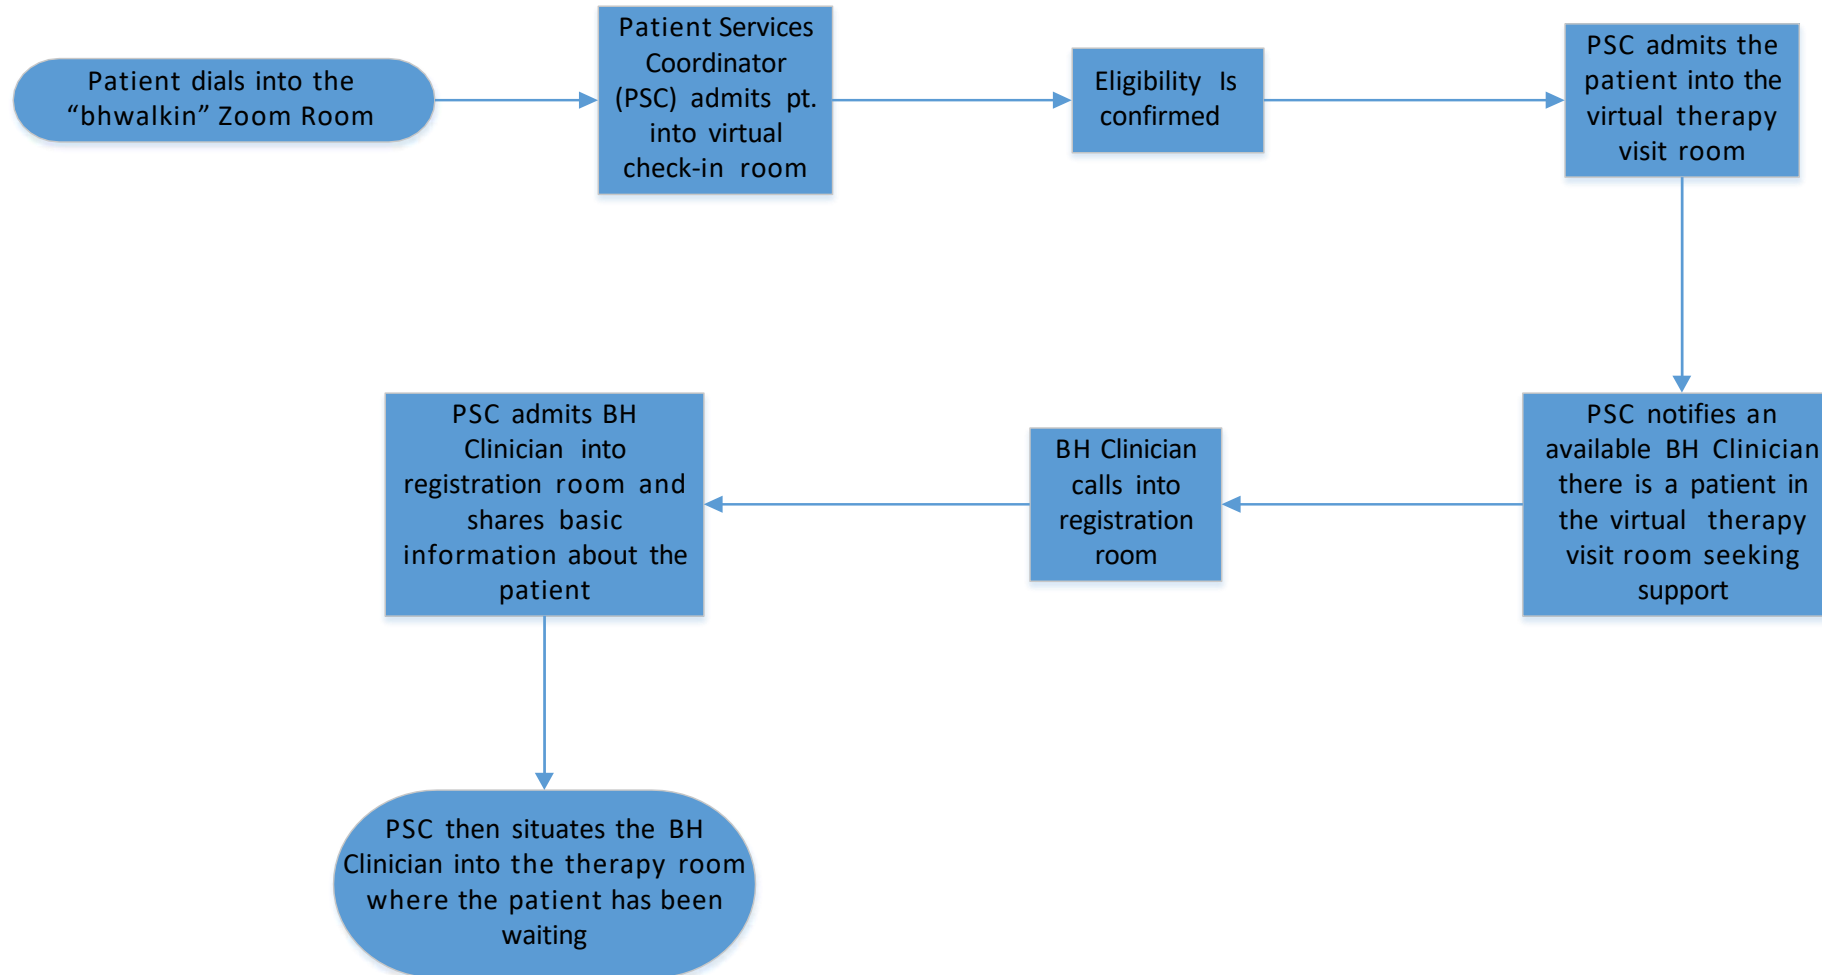 Patient dials into the
“bhwalkin” Zoom Room
Patient Services
Coordinator
(PSC) admits pt.
into virtual
check-in room
Eligibility Is
confirmed
PSC admits the
patient into the
virtual therapy
visit room
PSC notifies an
available BH Clinician
there is a patient in
the virtual therapy
visit room seeking
support
BH Clinician
calls into
registration
room
PSC admits BH
Clinician into
registration room and
shares basic
information about the
patient
PSC then situates the BH
Clinician into the therapy room
where the patient has been
waiting